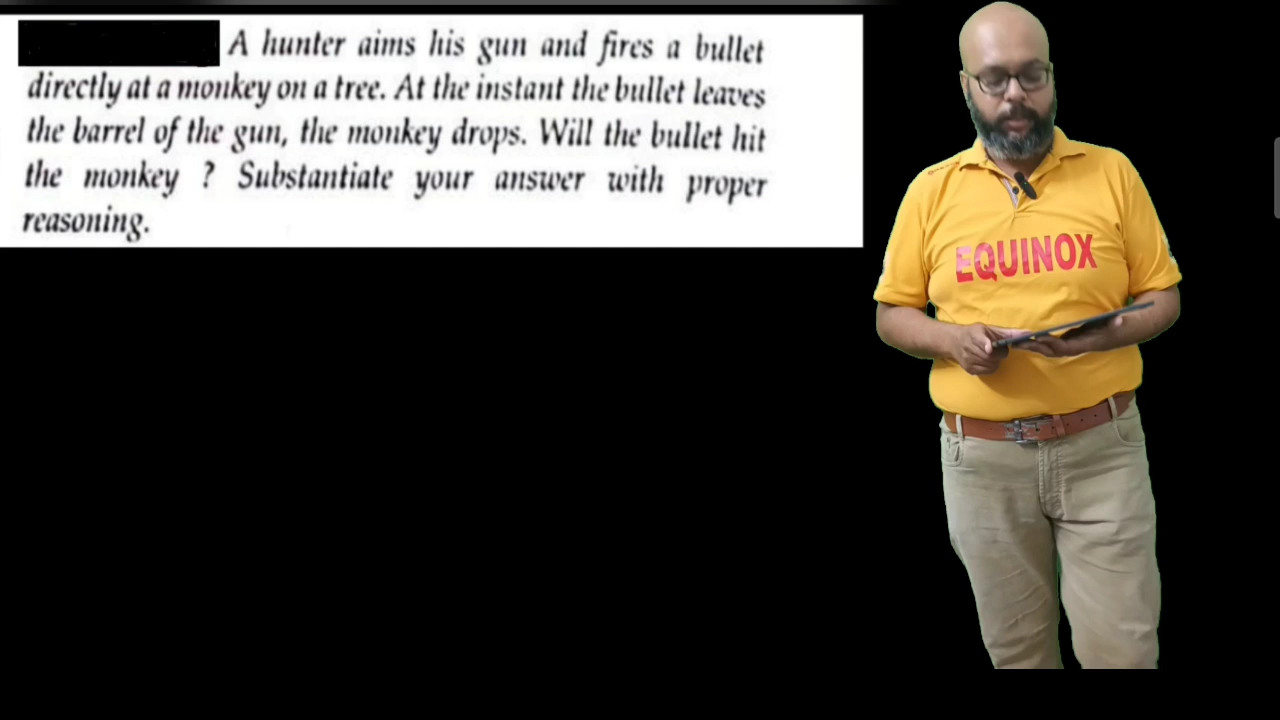 A hunter aims his gun and fires a bullet
directly at a monkey on a tree. At the instant the bullet leaves
the barrel of the gun, the monkey drops. Will the bullet hit
the monkey ? Substantiate your answer with proper
reasoning.
EQUINOX